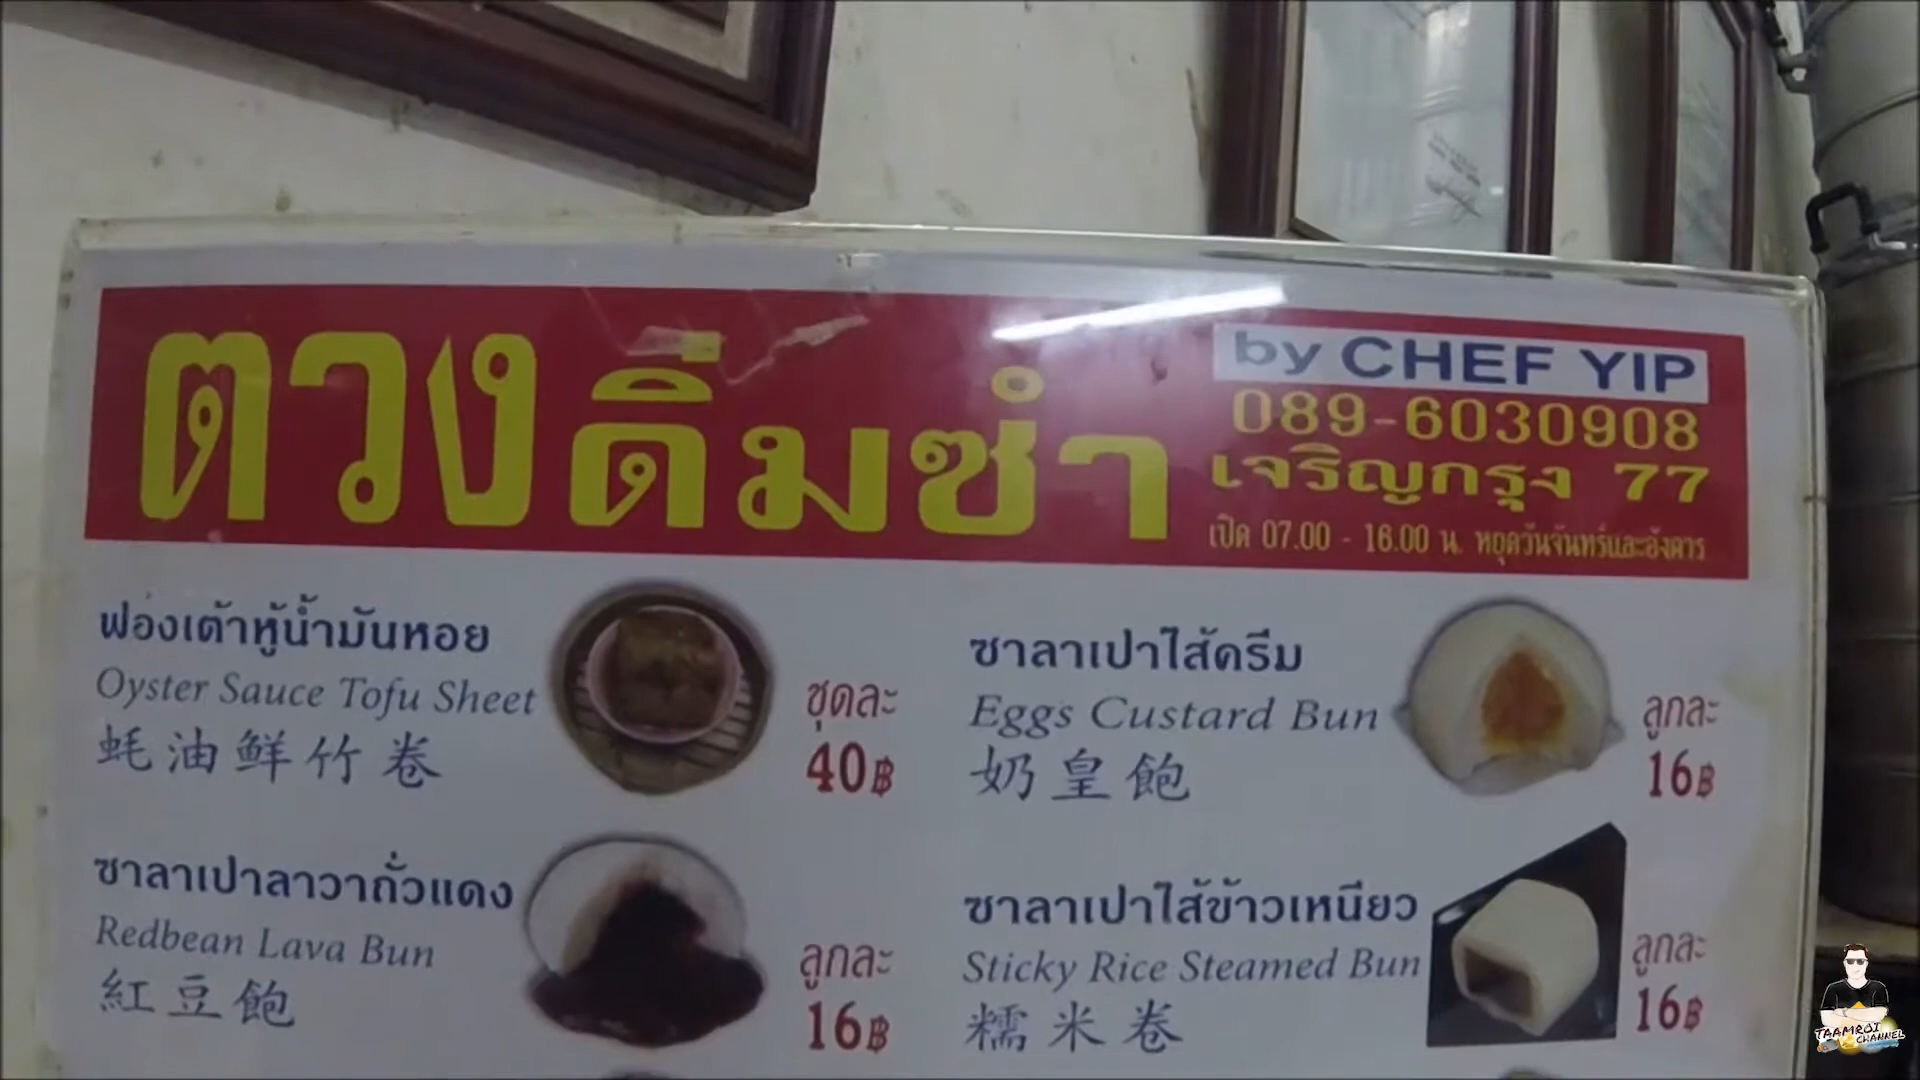 ตวงดิ่มซำ
by CHEF YIP
089-6030908
เจริญกรุง 77
เปิด 07.00 - 16.00 น. หยุดวันจันทร์และอังคาร
ฟองเต้าหู้น้ำมันหอย
Oyster Sauce Tofu Sheet
蚝油鲜竹卷
ชุดละ
40฿
ซาลาเปาไส้ครีม
Eggs Custard Bun
奶皇飽
ลูกละ
16฿
ซาลาเปาลาวาถั่วแดง
Redbean Lava Bun
紅豆飽
ลูกละ
16฿
ซาลาเปาไส้ข้าวเหนียว
Sticky Rice Steamed Bun
糯米卷
ลูกละ
16฿
TAAMROI
CHANNEL